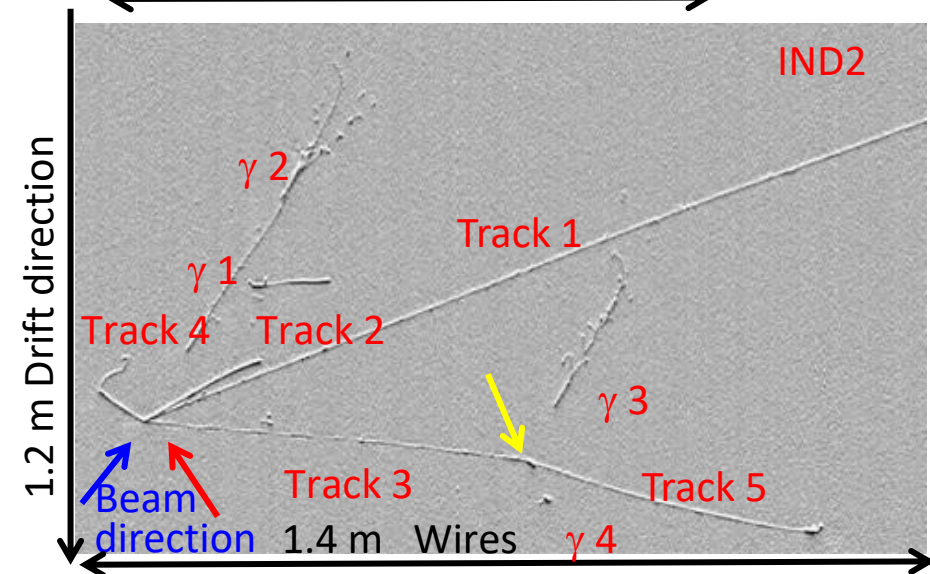 IND2
γ 2
Track 1
γ 1
Track 4
Track 2
γ 3
Track 3
Track 5
Beam
direction
1.4 m Wires
γ 4
1.2 m Drift direction